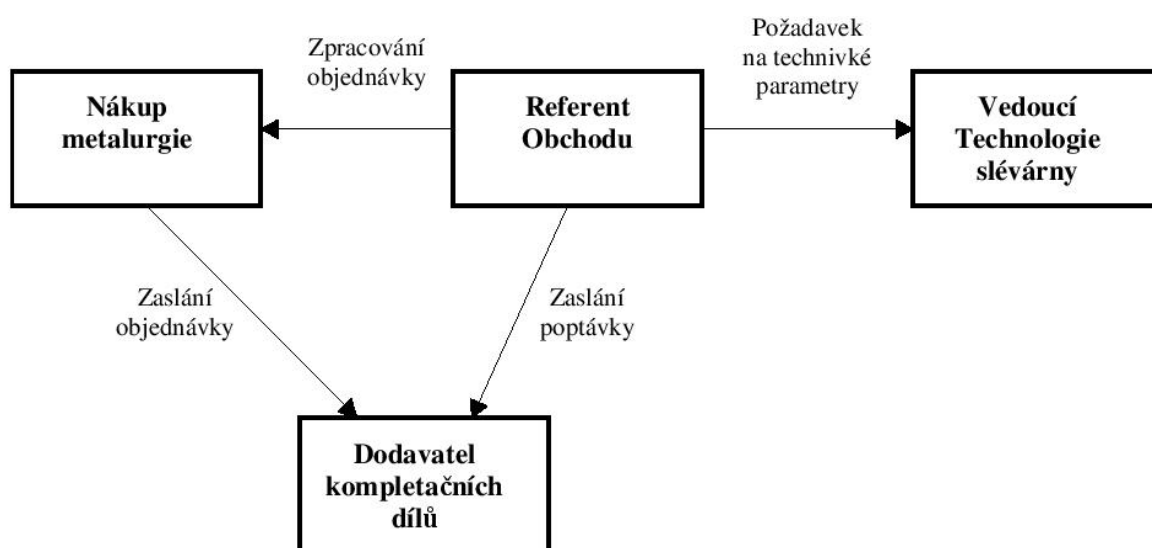 Zpracování
objednávky
Požadavek
na technivké
parametry
Nákup
metalurgie
Referent
Obchodu
Vedoucí
Technologie
slévárny
Zaslání
objednávky
Zaslání
poptávky
Dodavatel
kompletačních
dílů